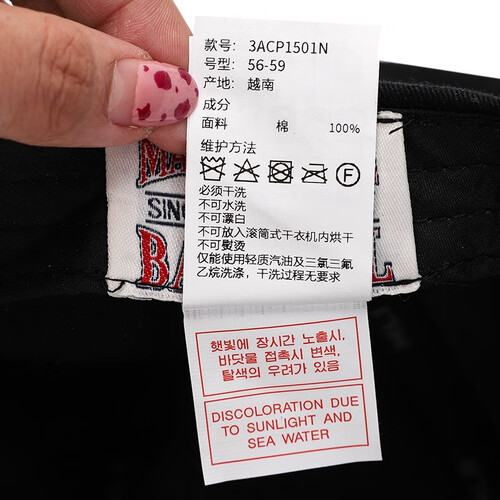 款号: 3ACP1501N
号型: 56-59
产地: 越南
成分
面料 棉 100%
维护方法
F
必须干洗
不可水洗
不可漂白
不可放入滚筒式干衣机内烘干
不可熨烫
仅能使用轻质汽油及三氯三氟
乙烷洗涤，干洗过程无要求
햇빛에 장시간 노출시,
바닷물 접촉시 변색,
탈색의 우려가 있음
DISCOLORATION DUE
TO SUNLIGHT AND
SEA WATER